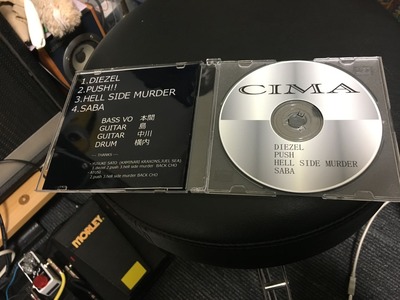 1.DIEZEL
2.PUSH!!
3.HELL SIDE MURDER
4.SABA
BASS VO 本間
GUITAR 島
GUITAR 中川
DRUM 横内
CIMA
DIEZEL
PUSH
HELL SIDE MURDER
SABA
MORLEY